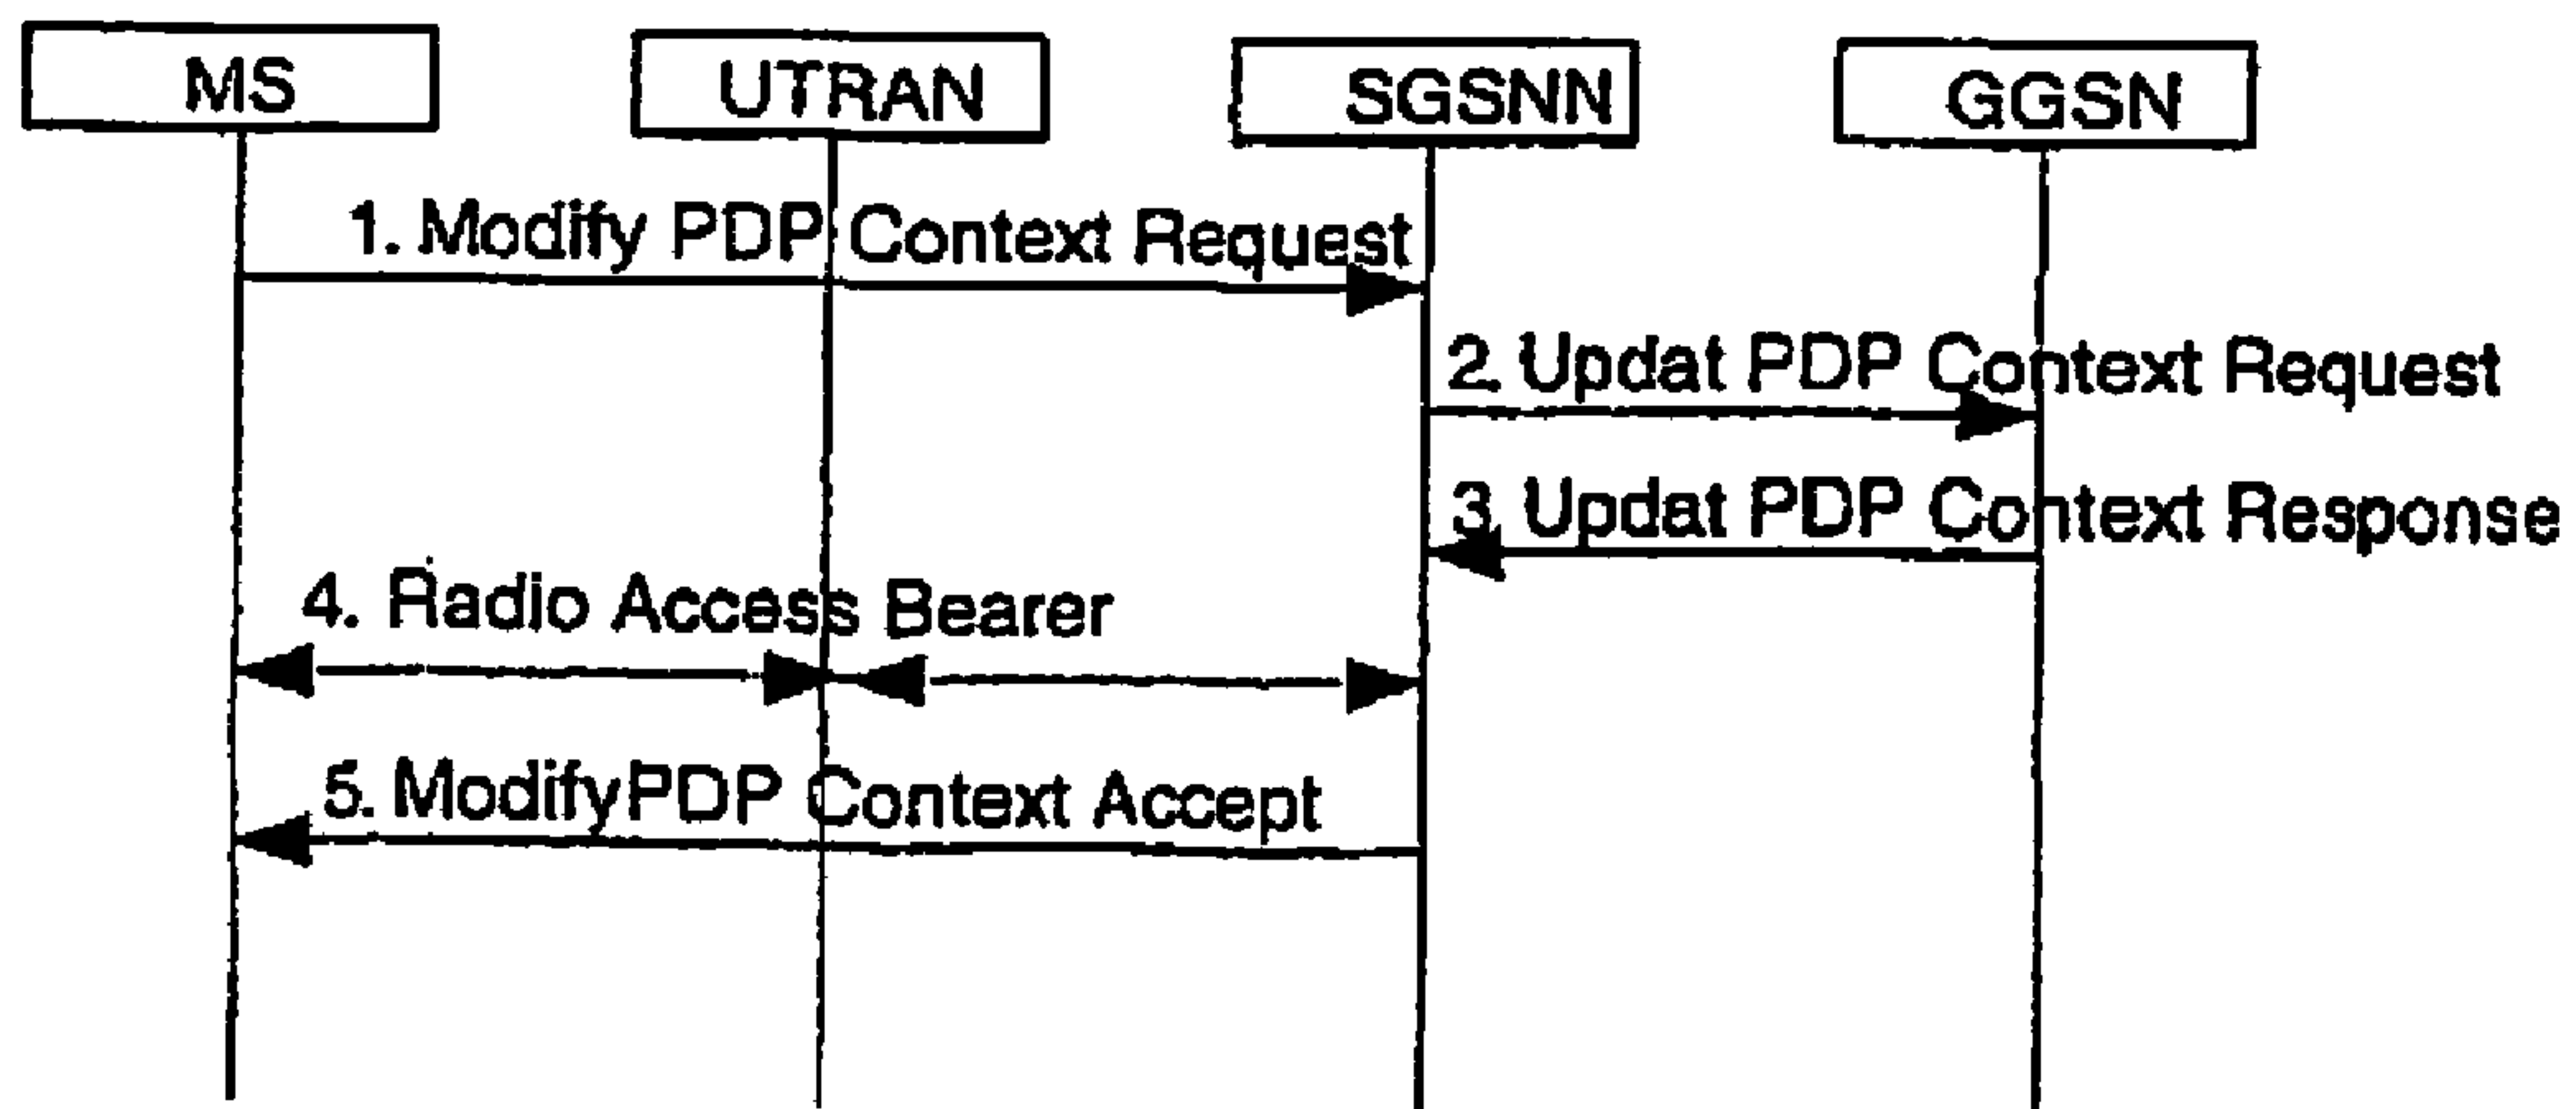 MS
UTRAN
SGSNN
GGSN
1. Modify PDP Context Request
2. Updat PDP Context Request
3. Updat PDP Context Response
4. Radio Access Bearer
5. ModifyPDP Context Accept